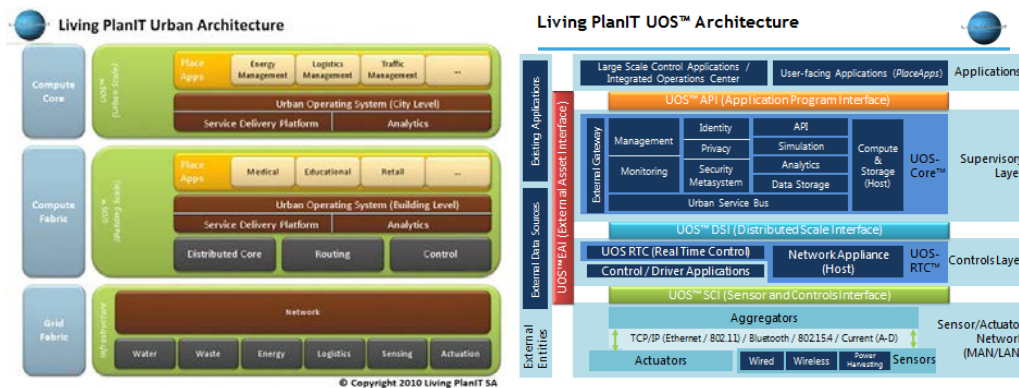 Living PlanIT Urban Architecture
Compute
Core
UOS™
(Urban Scale)
Place
Apps
Energy
Management
Logistics
Management
Traffic
Management
...
Urban Operating System (City Level)
Service Delivery Platform
Analytics
Compute
Fabric
UOS™
(Building Scale)
Place
Apps
Medical
Educational
Retail
...
Urban Operating System (Building Level)
Service Delivery Platform
Analytics
Distributed Core
Routing
Control
Grid
Fabric
Infrastructure
Network
Water
Waste
Energy
Logistics
Sensing
Actuation
© Copyright 2010 Living PlanIT SA
Living PlanIT UOS™ Architecture
Existing Applications
External Data Sources
External
Entities
UOS™EAI (External Asset Interface)
Large Scale Control Applications /
Integrated Operations Center
User-facing Applications (PlaceApps)
Applications
UOS™ API (Application Program Interface)
External Gateway
Management
Monitoring
Identity
Privacy
Security
Metasystem
API
Simulation
Analytics
Data Storage
Compute
&
Storage
(Host)
Urban Service Bus
UOS-
Core™
Supervisory
Layer
UOS™ DSI (Distributed Scale Interface)
UOS RTC (Real Time Control)
Control / Driver Applications
Network Appliance
(Host)
UOS-
RTC™
Controls Layer
UOS™ SCI (Sensor and Controls Interface)
Aggregators
TCP/IP (Ethernet / 802.11) / Bluetooth / 802.15.4 / Current (A-D)
Actuators
Wired
Wireless
Power
Harvesting
Sensors
Sensor/Actuator
Network
(MAN/LAN)